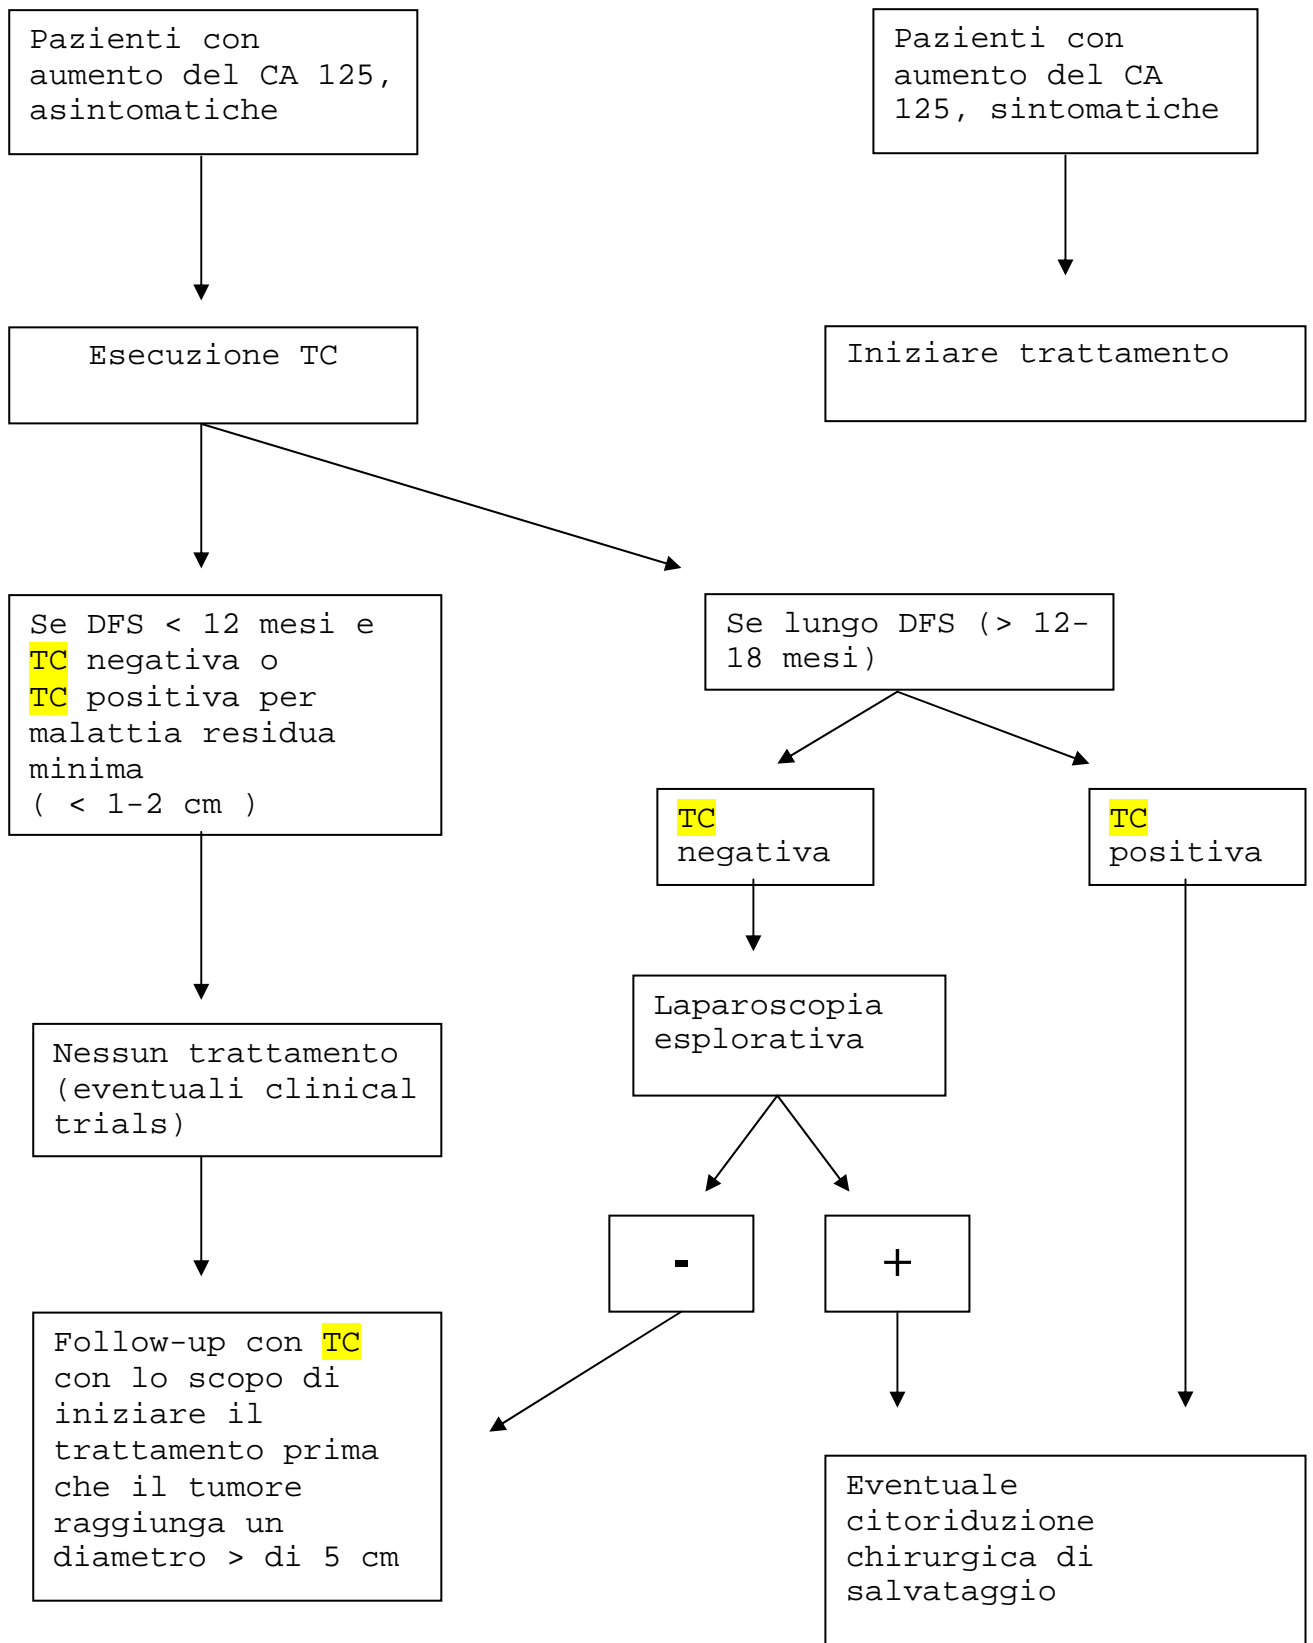 Pazienti con
aumento del CA 125,
asintomatiche
Pazienti con
aumento del CA
125, sintomatiche
Esecuzione TC
Iniziare trattamento
Se DFS < 12 mesi e
TC negativa o
TC positiva per
malattia residua
minima
( < 1-2 cm )
Se lungo DFS (> 12-
18 mesi)
TC
negativa
TC
positiva
Laparoscopia
esplorativa
Nessun trattamento
(eventuali clinical
trials)
-
+
Follow-up con TC
con lo scopo di
iniziare il
trattamento prima
che il tumore
raggiunga un
diametro > di 5 cm
Eventuale
citoriduzione
chirurgica di
salvataggio